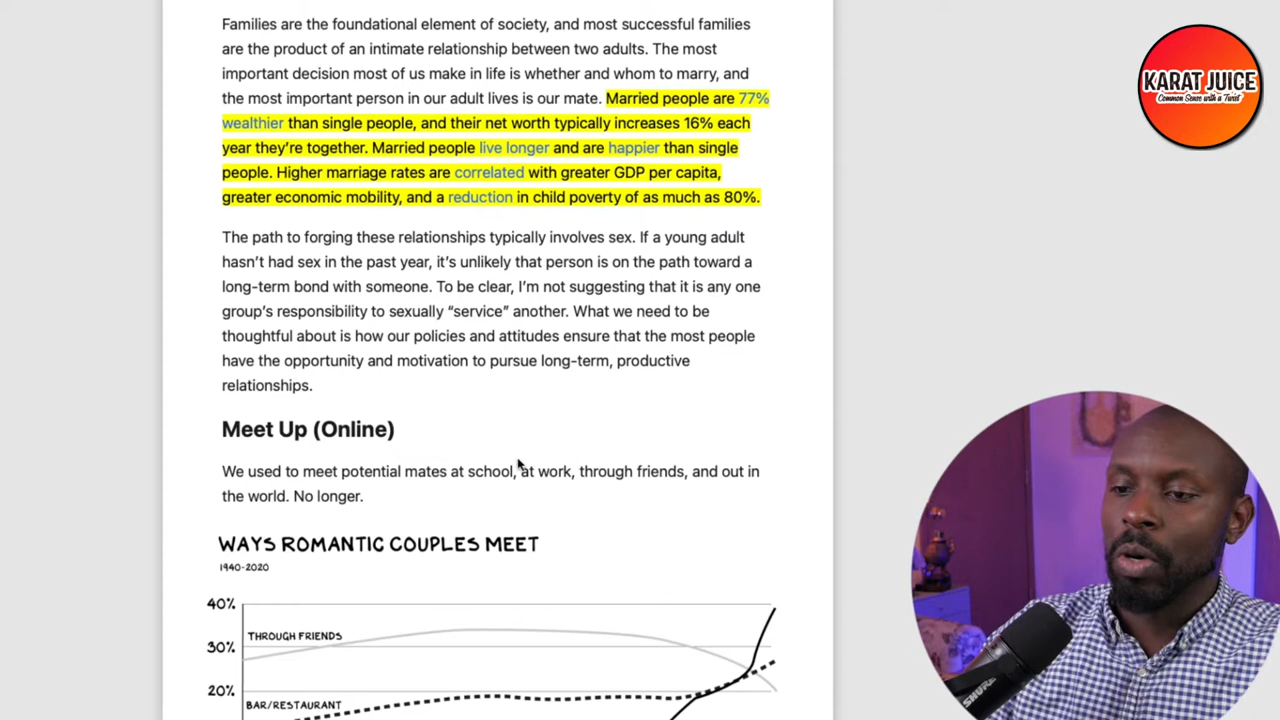 Families are the foundational element of society, and most successful families
are the product of an intimate relationship between two adults. The most
important decision most of us make in life is whether and whom to marry, and
the most important person in our adult lives is our mate. Married people are 77%
wealthier than single people, and their net worth typically increases 16% each
year they’re together. Married people live longer and are happier than single
people. Higher marriage rates are correlated with greater GDP per capita,
greater economic mobility, and a reduction in child poverty of as much as 80%.
The path to forging these relationships typically involves sex. If a young adult
hasn’t had sex in the past year, it’s unlikely that person is on the path toward a
long-term bond with someone. To be clear, I’m not suggesting that it is any one
group’s responsibility to sexually “service” another. What we need to be
thoughtful about is how our policies and attitudes ensure that the most people
have the opportunity and motivation to pursue long-term, productive
relationships.
Meet Up (Online)
We used to meet potential mates at school, at work, through friends, and out in
the world. No longer.
WAYS ROMANTIC COUPLES MEET
1940-2020
40%
THROUGH FRIENDS
30%
20%
BAR/RESTAURANT
KARAT JUICE
Common Sense with a Twist
SHURE